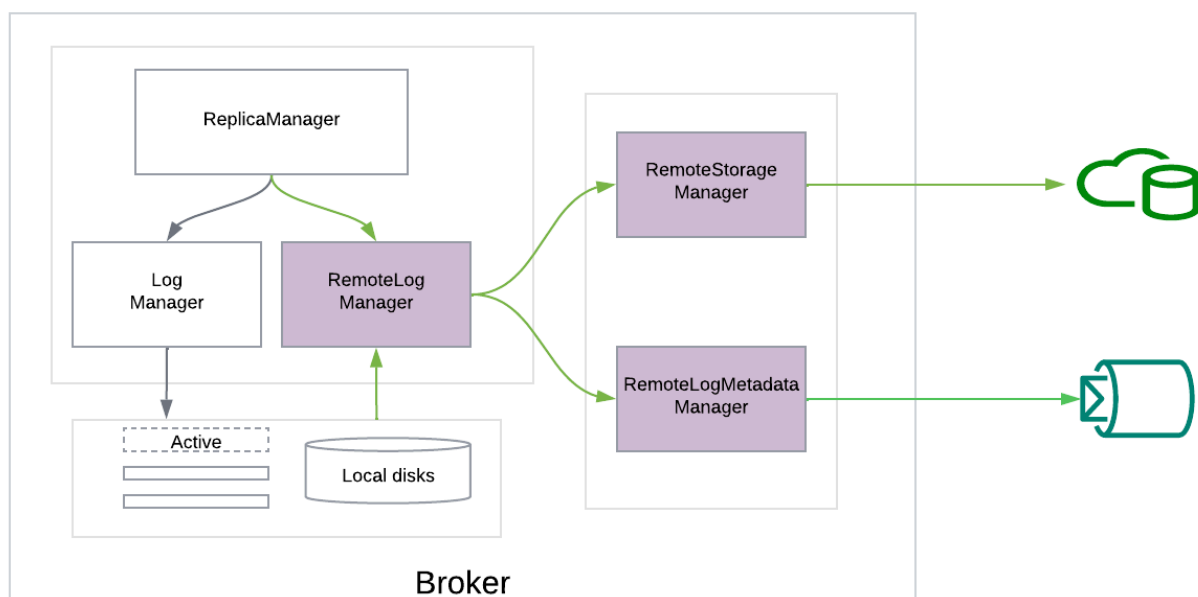 ReplicaManager
Log
Manager
RemoteLog
Manager
RemoteStorage
Manager
RemoteLogMetadata
Manager
Active
Local disks
Broker